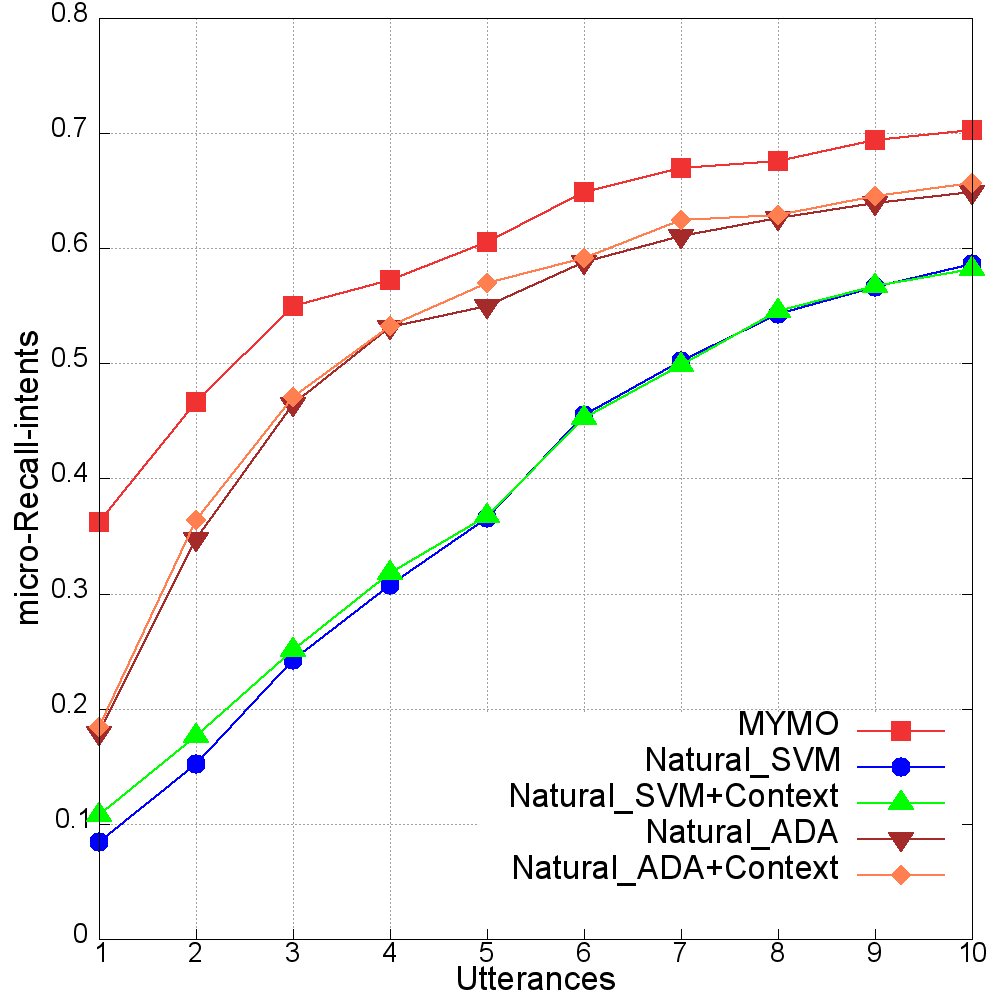 0.8
0.7
0.6
0.5
0.4
0.3
0.2
0.1
0
micro-Recall-intents
MYMO
Natural_SVM
Natural_SVM+Context
Natural_ADA
Natural_ADA+Context
1 2 3 4 5 6 7 8 9 10
Utterances